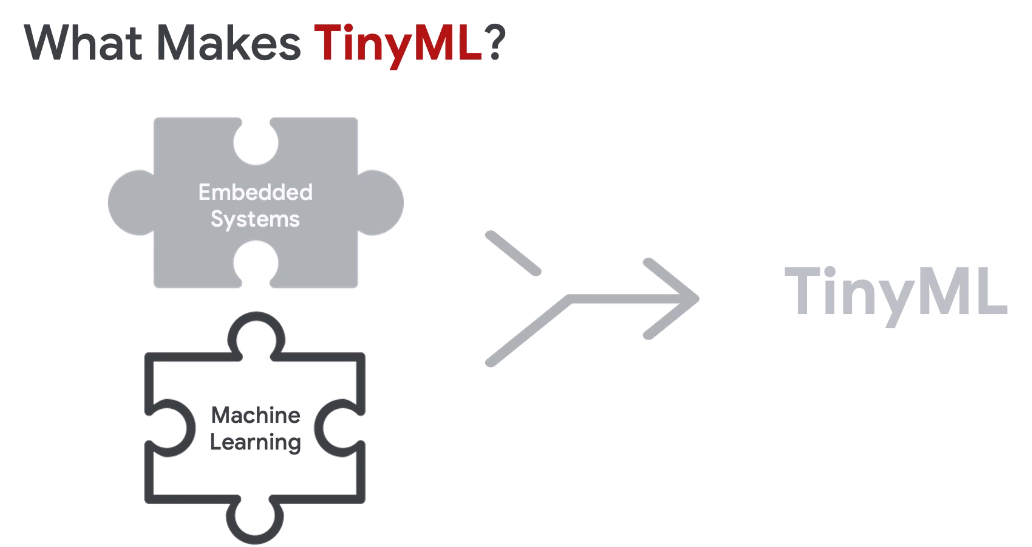 What Makes TinyML?
Embedded
Systems
Machine
Learning
TinyML